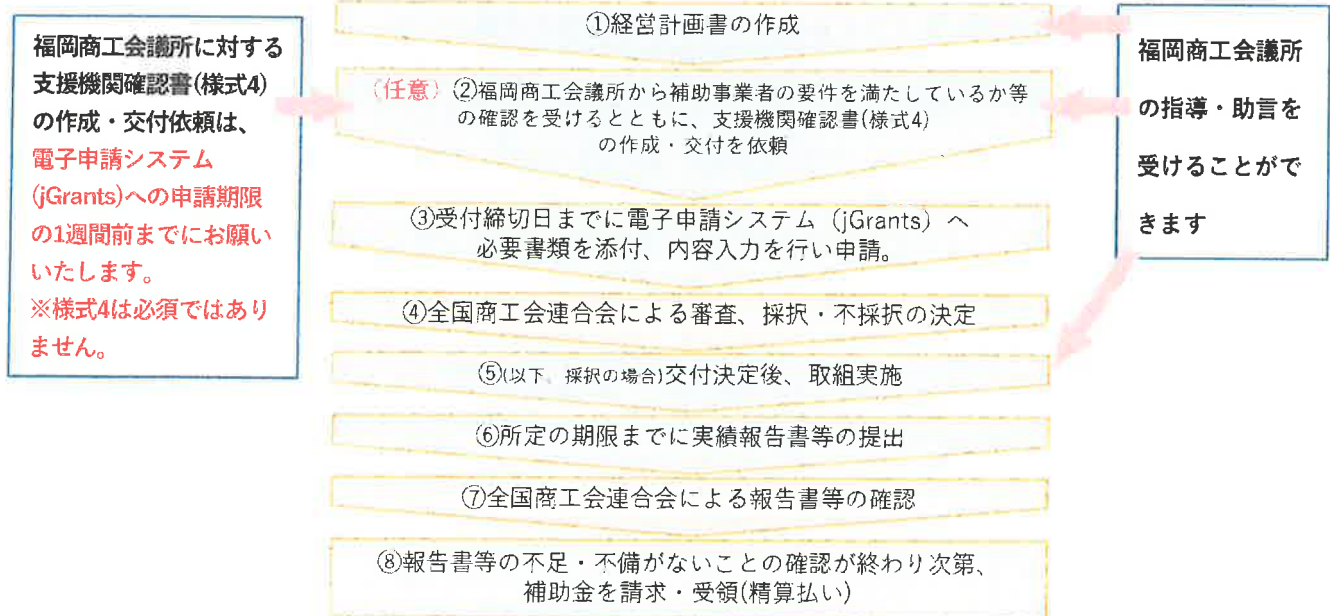 福岡商工会議所に対する
支援機関確認書(様式4)
の作成・交付依頼は、
電子申請システム
(jGrants)への申請期限
の1週間前までにお願い
いたします。
※様式4は必須ではあり
ません。
①経営計画書の作成
(任意) ②福岡商工会議所から補助事業者の要件を満たしているか等
の確認を受けるとともに、支援機関確認書(様式4)
の作成・交付を依頼
③受付締切日までに電子申請システム(jGrants)へ
必要書類を添付、内容入力を行い申請。
④全国商工会連合会による審査、採択・不採択の決定
⑤(以下、採択の場合)交付決定後、取組実施
⑥所定の期限までに実績報告書等の提出
⑦全国商工会連合会による報告書等の確認
⑧報告書等の不足・不備がないことの確認が終わり次第、
補助金を請求・受領(精算払い)
福岡商工会議所
の指導・助言を
受けることがで
きます